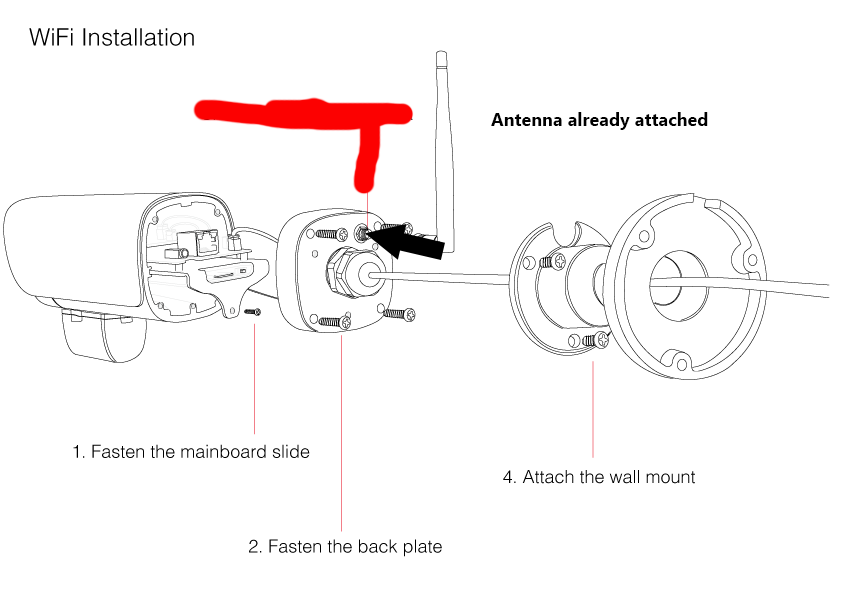 WiFi Installation
Antenna already attached
1. Fasten the mainboard slide
4. Attach the wall mount
2. Fasten the back plate